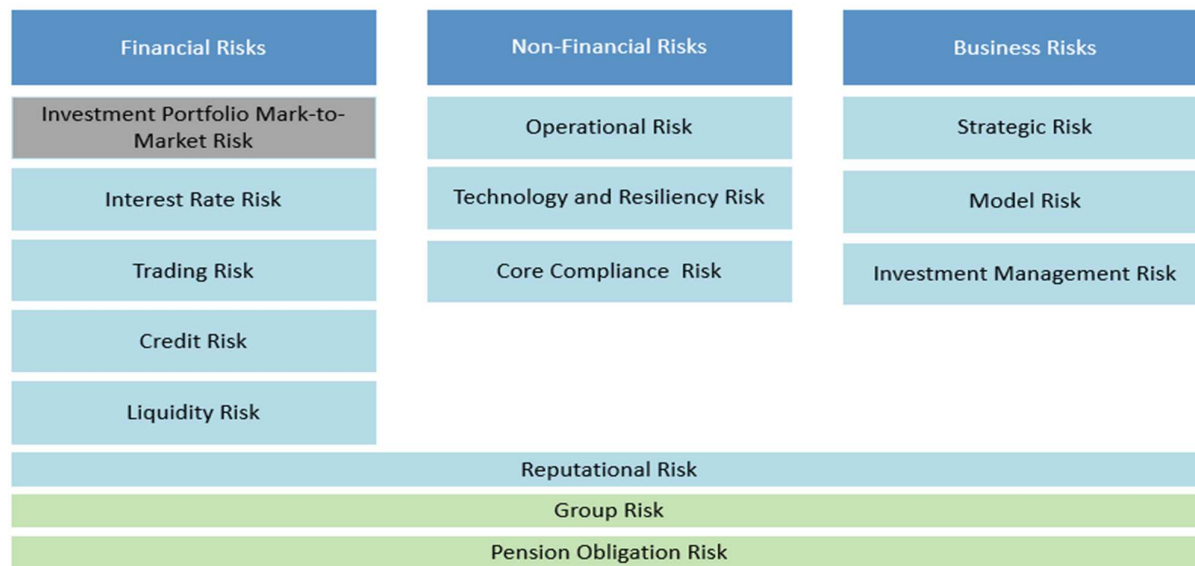 Financial Risks
Investment Portfolio Mark-to-
Market Risk
Interest Rate Risk
Trading Risk
Credit Risk
Liquidity Risk
Non-Financial Risks
Operational Risk
Technology and Resiliency Risk
Core Compliance Risk
Business Risks
Strategic Risk
Model Risk
Investment Management Risk
Reputational Risk
Group Risk
Pension Obligation Risk